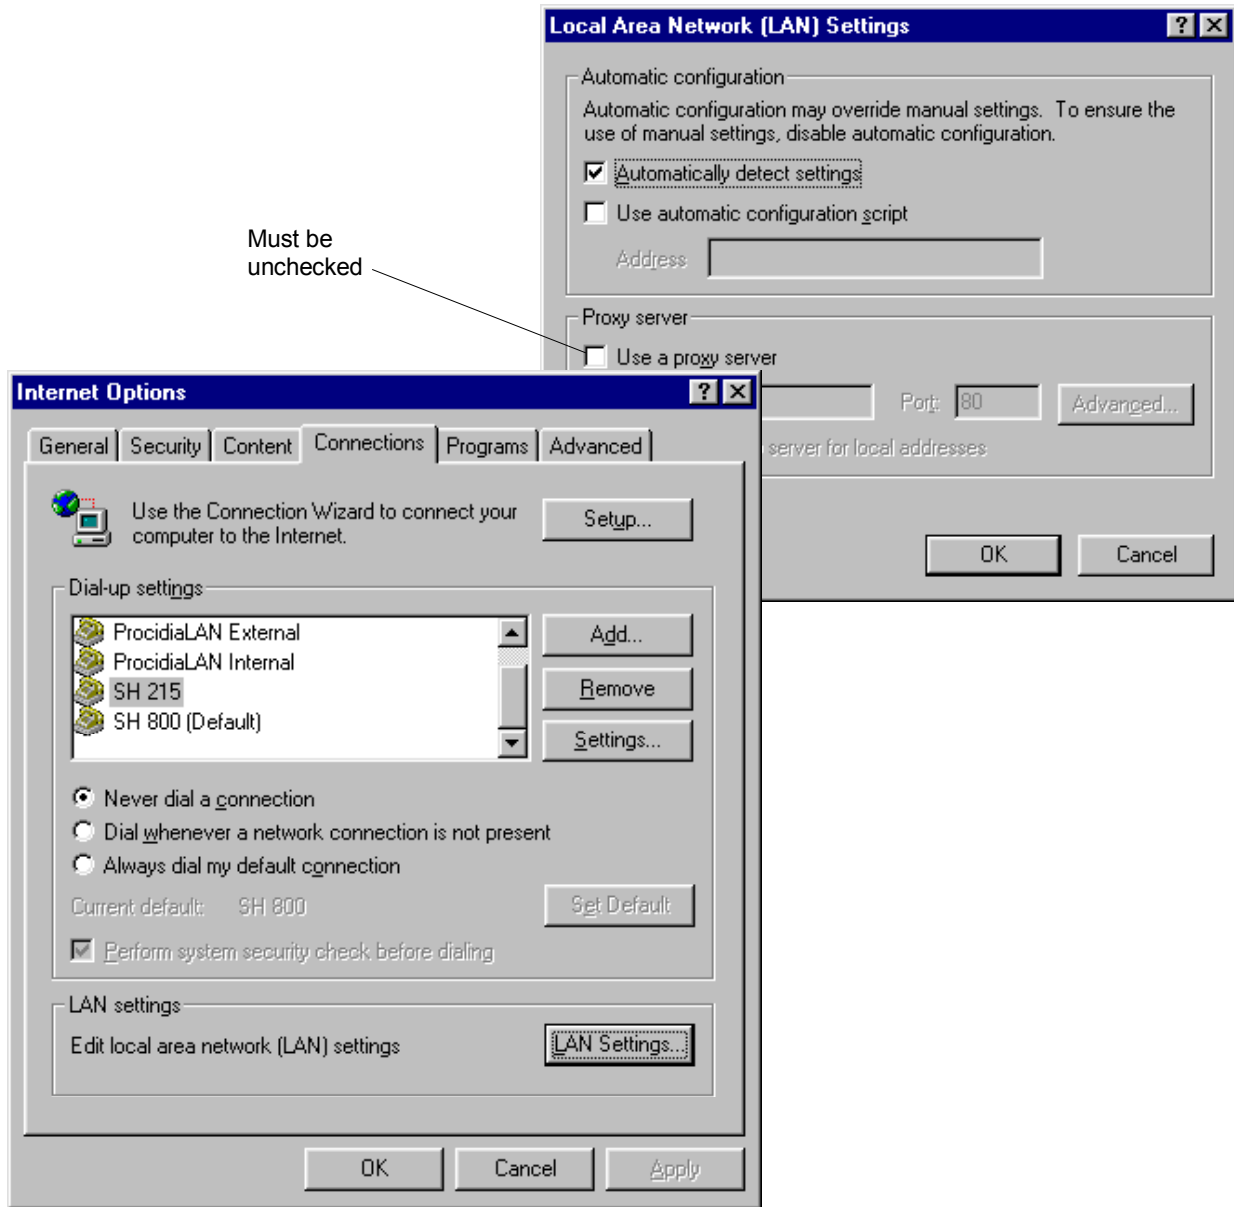 Local Area Network (LAN) Settings
Automatic configuration
Automatic configuration may override manual settings. To ensure the
use of manual settings, disable automatic configuration.
Automatically detect settings
Use automatic configuration script
Address
Must be
unchecked
Proxy server
Use a proxy server
Port: 80 Advanced...
server for local addresses
OK Cancel
Internet Options
General Security Content Connections Programs Advanced
Use the Connection Wizard to connect your
computer to the Internet.
Setup...
Dial-up settings
ProcidiaLAN External
ProcidiaLAN Internal
SH 215
SH 800 (Default)
Add...
Remove
Settings...
Never dial a connection
Dial whenever a network connection is not present
Always dial my default connection
Current default: SH 800 Set Default
Perform system security check before dialing
LAN settings
Edit local area network (LAN) settings LAN Settings...
OK Cancel Apply